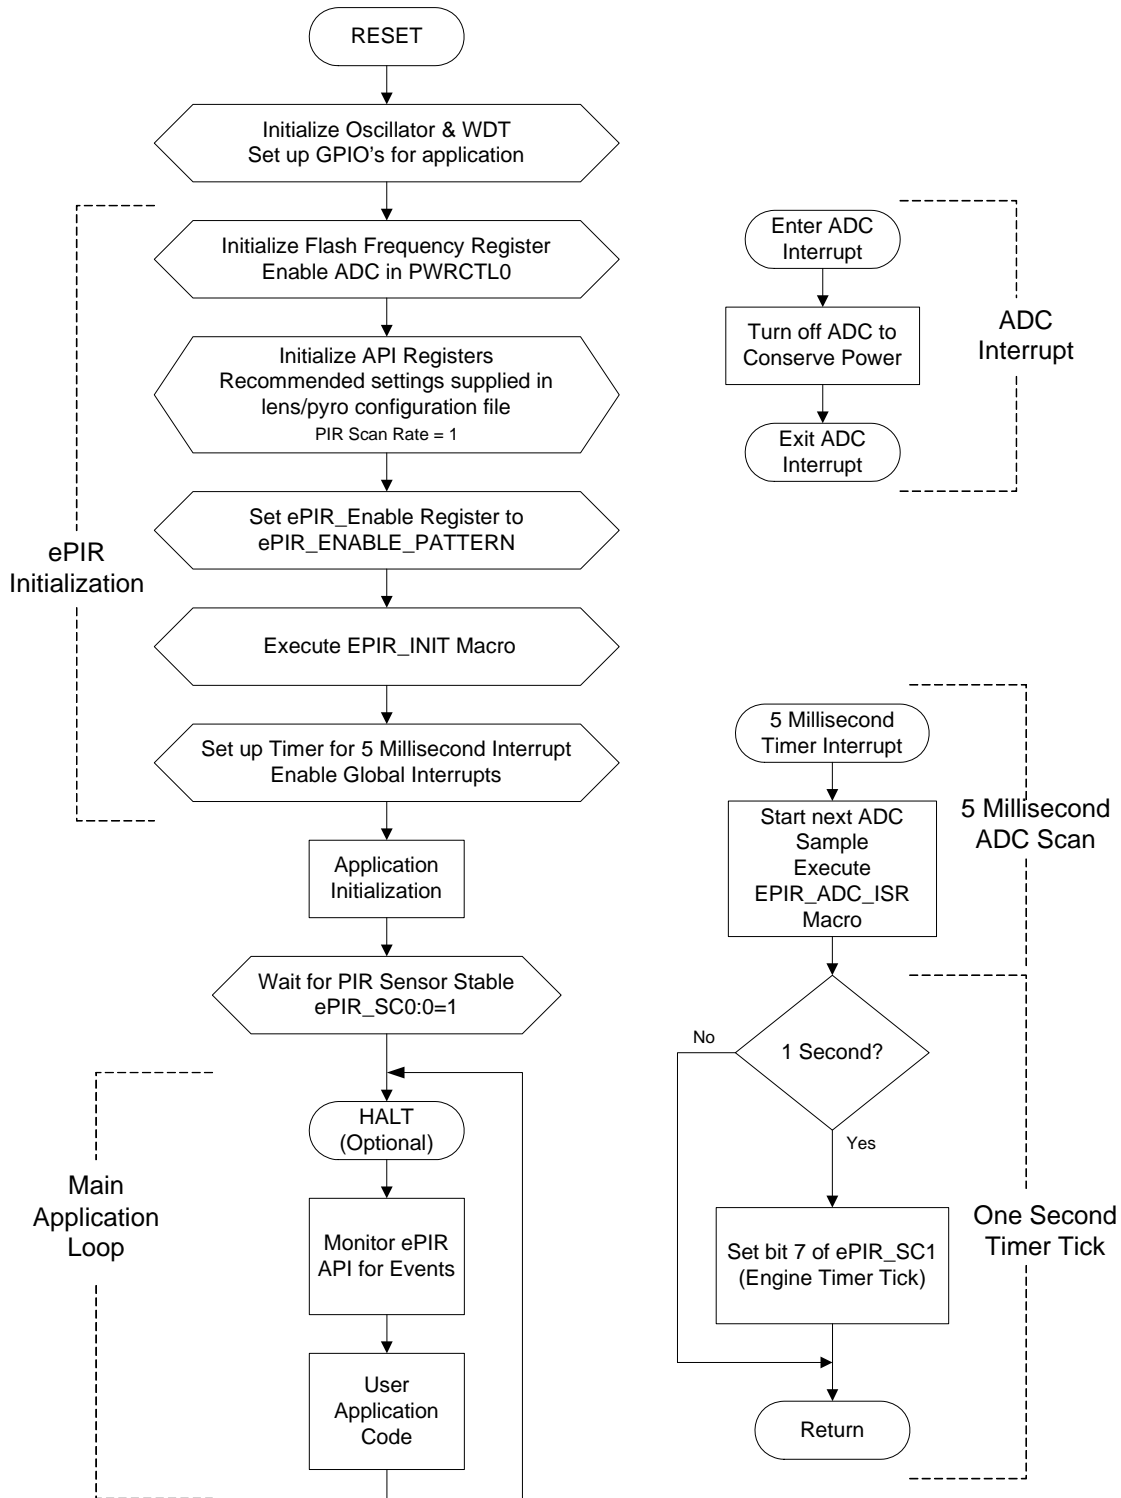 RESET
Initialize Oscillator & WDT
Set up GPIO's for application
Initialize Flash Frequency Register
Enable ADC in PWRCTL0
Initialize API Registers
Recommended settings supplied in
lens/pyro configuration file
PIR Scan Rate = 1
Set ePIR_Enable Register to
ePIR_ENABLE_PATTERN
ePIR
Initialization
Execute EPIR_INIT Macro
Set up Timer for 5 Millisecond Interrupt
Enable Global Interrupts
Application
Initialization
Wait for PIR Sensor Stable
ePIR_SC0:0=1
HALT
(Optional)
Main
Application
Loop
Monitor ePIR
API for Events
User
Application
Code
Enter ADC
Interrupt
Turn off ADC to
Conserve Power
Exit ADC
Interrupt
ADC
Interrupt
5 Millisecond
Timer Interrupt
Start next ADC
Sample
Execute
EPIR_ADC_ISR
Macro
5 Millisecond
ADC Scan
1 Second?
No
Yes
Set bit 7 of ePIR_SC1
(Engine Timer Tick)
One Second
Timer Tick
Return